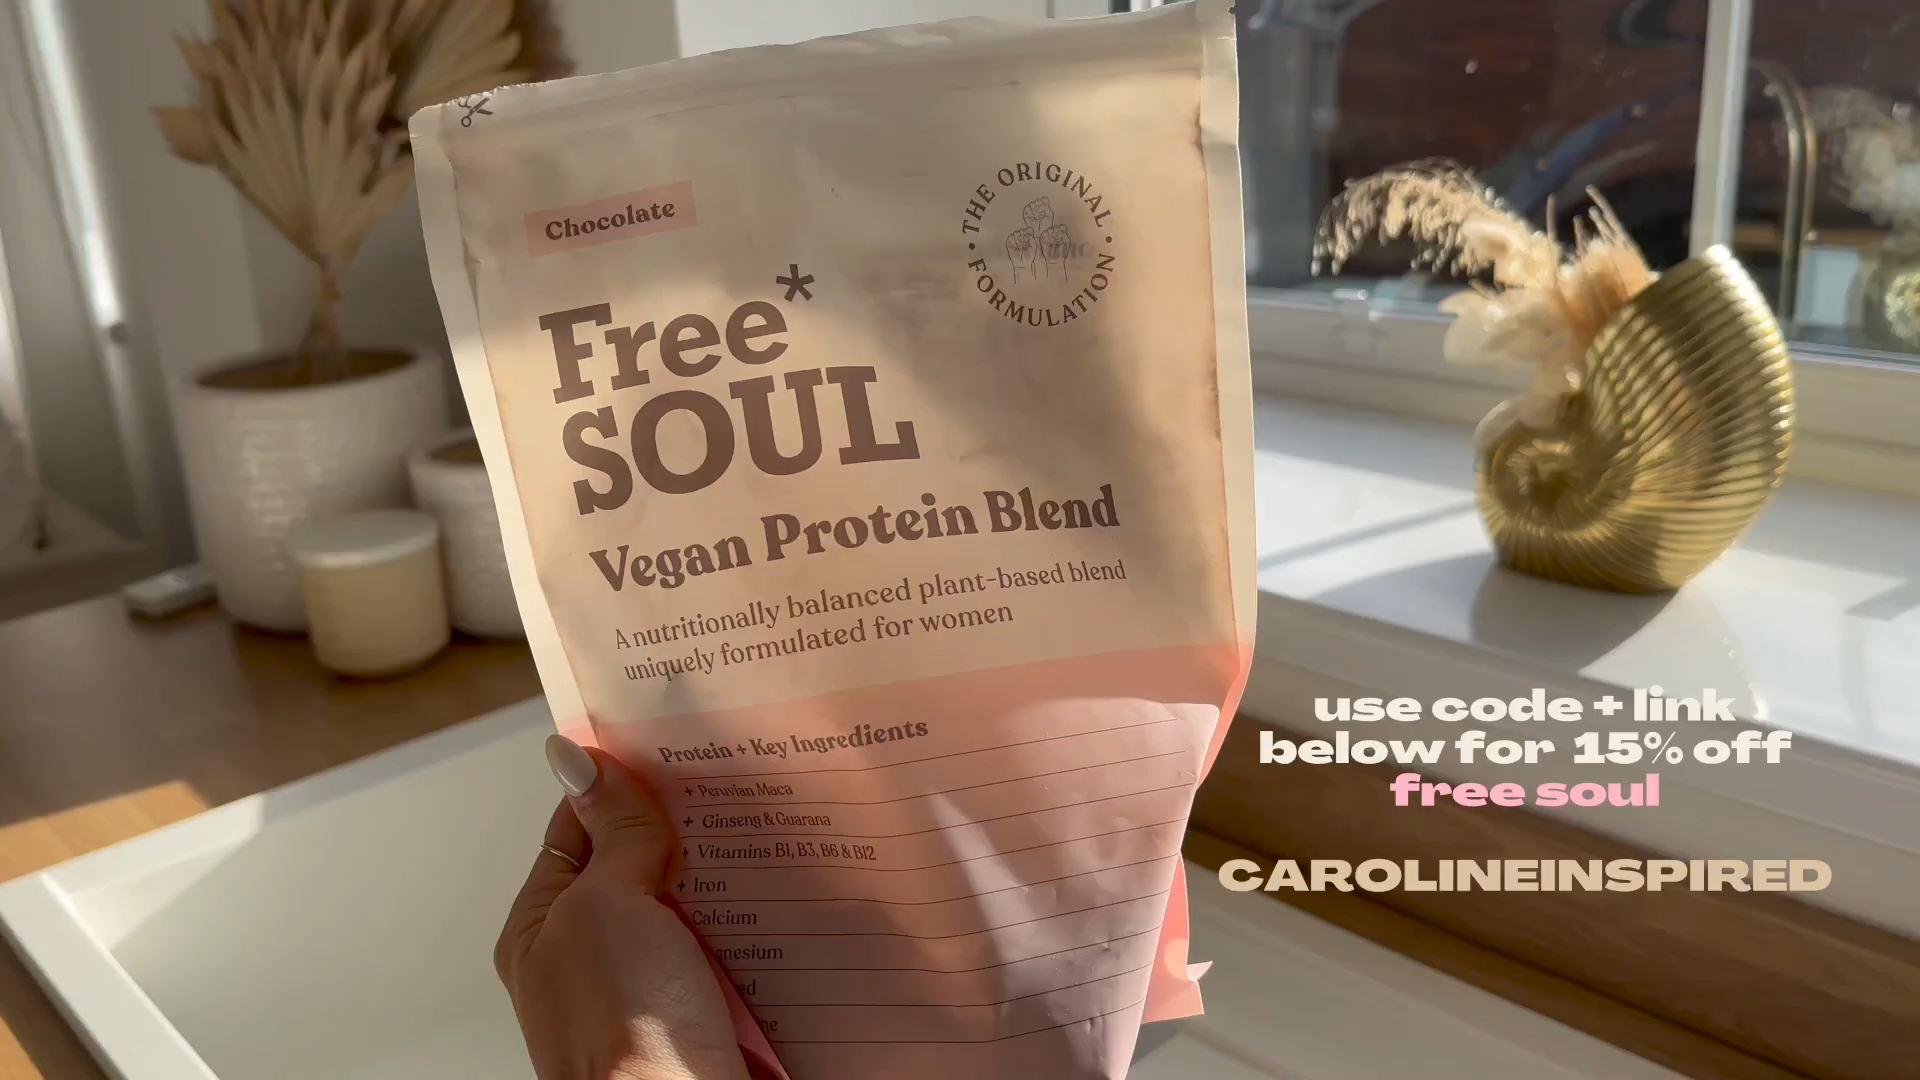 Chocolate
THE ORIGINAL
FORMULATION
Free*
SOUL
Vegan Protein Blend
A nutritionally balanced plant-based blend
uniquely formulated for women
Protein + Key Ingredients
+ Peruvian Maca
+ Ginseng & Guarana
+ Vitamins B1, B3, B6 & B12
+ Iron
Calcium
use code + link
below for 15% off
free soul
CAROLINEINSPIRED